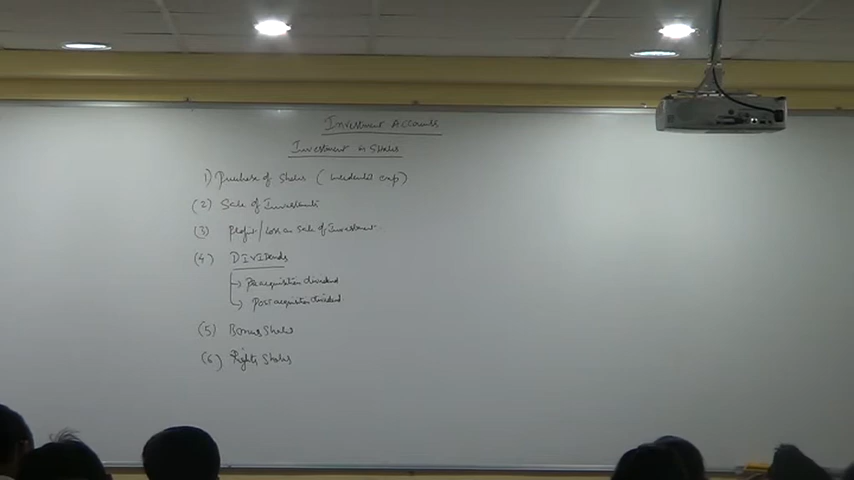 Investment Accounts
Investment in Shares
1) Purchase of Shares (Incidental exp)
(2) Sale of Investments
(3) Profit/Loss on Sale of Investment
(4) DIVIDends
→ Pre acquisition dividend
→ Post acquisition dividend
(5) Bonus Shares
(6) Rights Shares